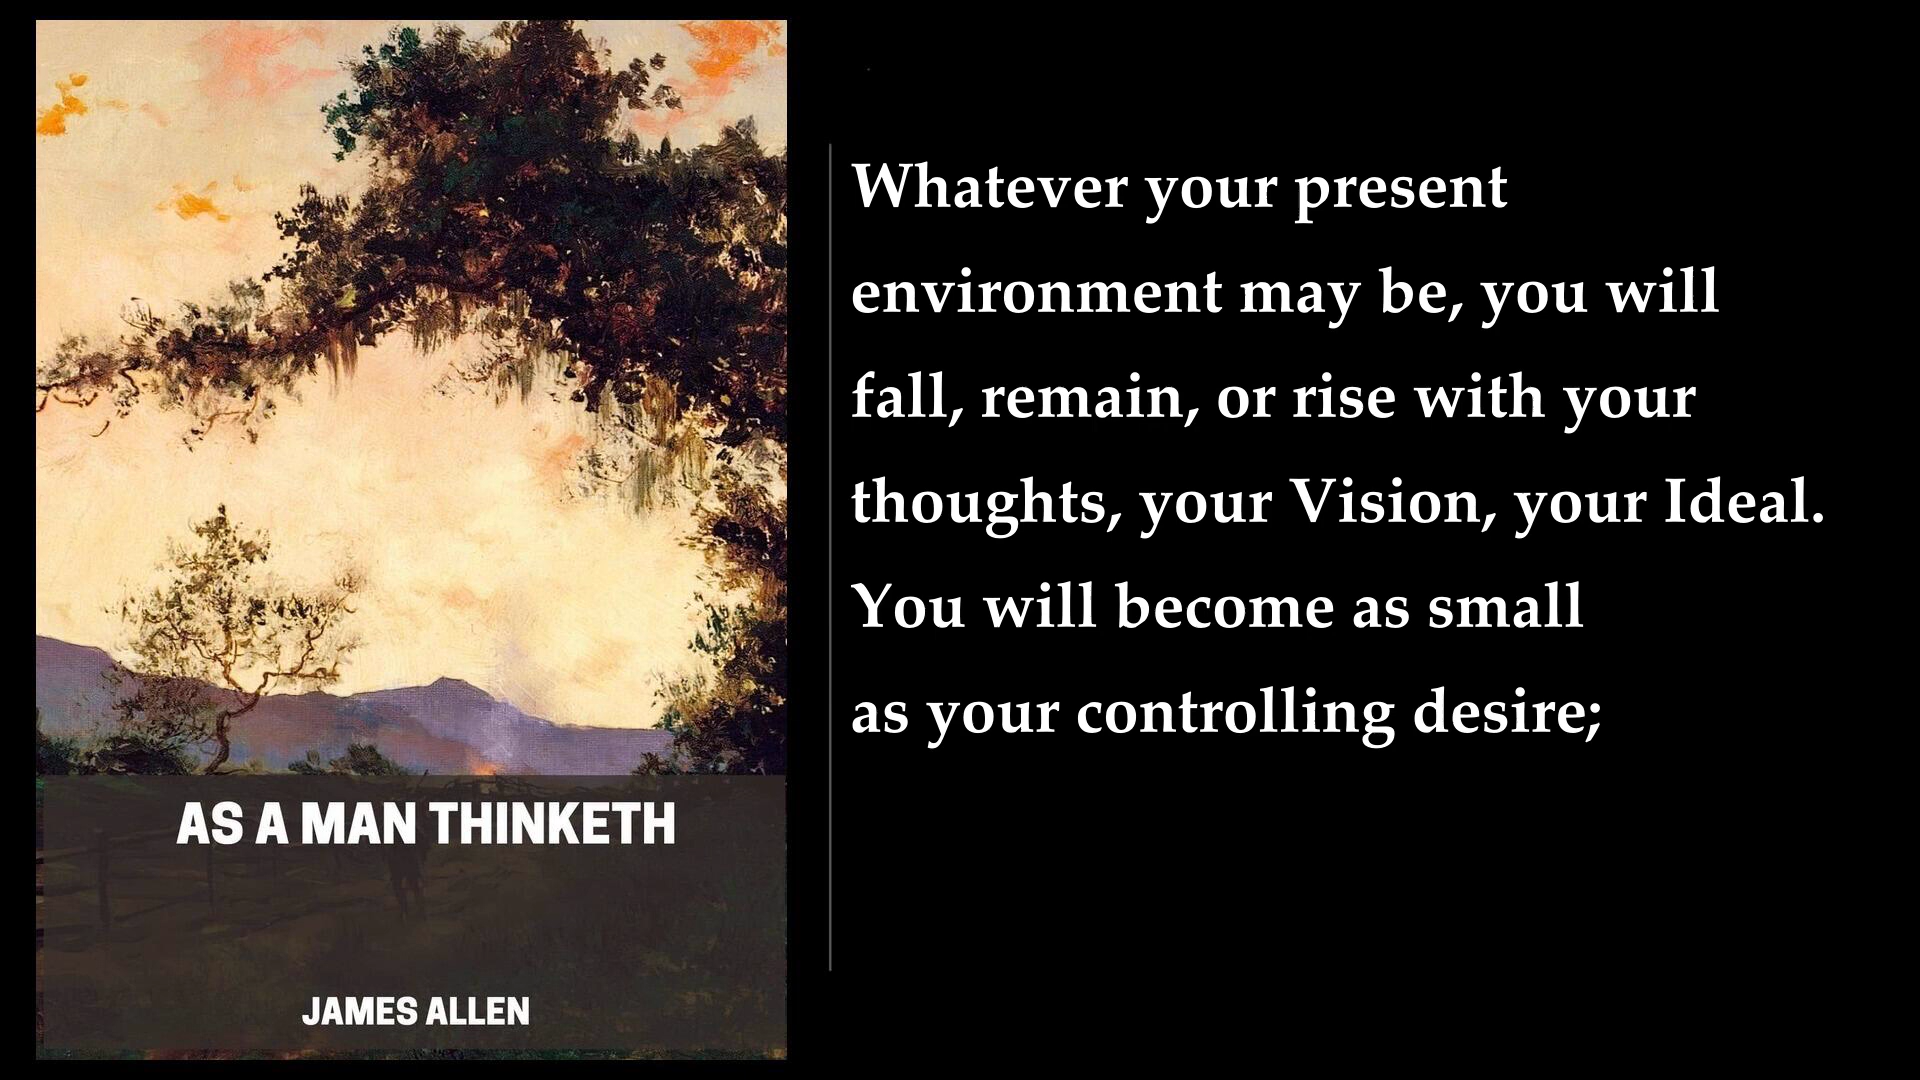 AS A MAN THINKETH
JAMES ALLEN
Whatever your present
environment may be, you will
fall, remain, or rise with your
thoughts, your Vision, your Ideal.
You will become as small
as your controlling desire;